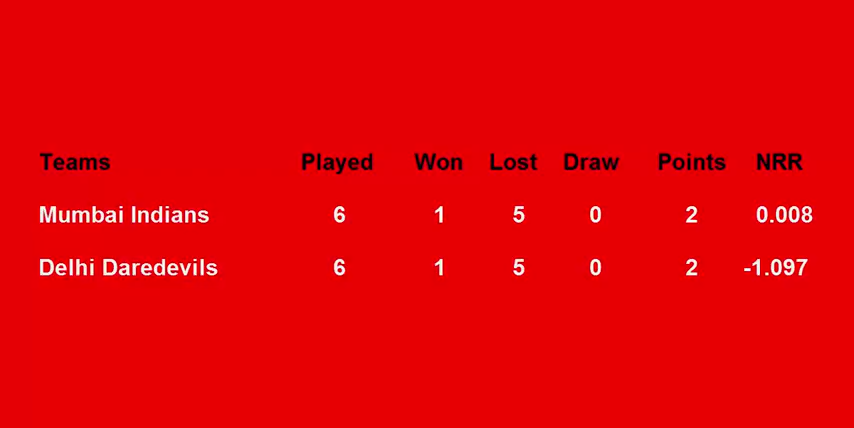 Teams Played Won Lost Draw Points NRR
Mumbai Indians 6 1 5 0 2 0.008
Delhi Daredevils 6 1 5 0 2 -1.097